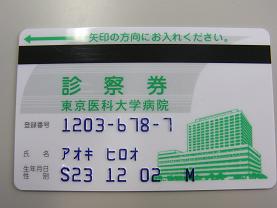 矢印の方向にお入れください。
診察券
東京医科大学病院
登録番号 1203-678-7
氏名 アオキ ヒロオ
生年月日
性別 S23 12 02 M